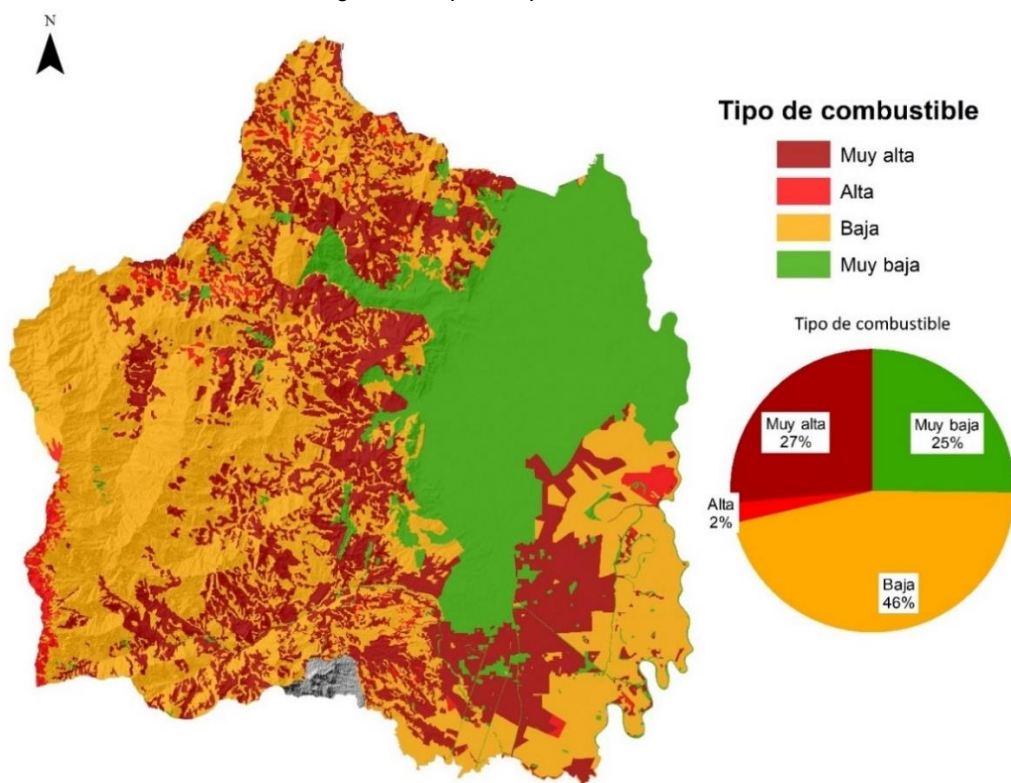 N
Tipo de combustible
Muy alta
Alta
Baja
Muy baja
Tipo de combustible
Muy alta
27%
Muy baja
25%
Alta
2%
Baja
46%